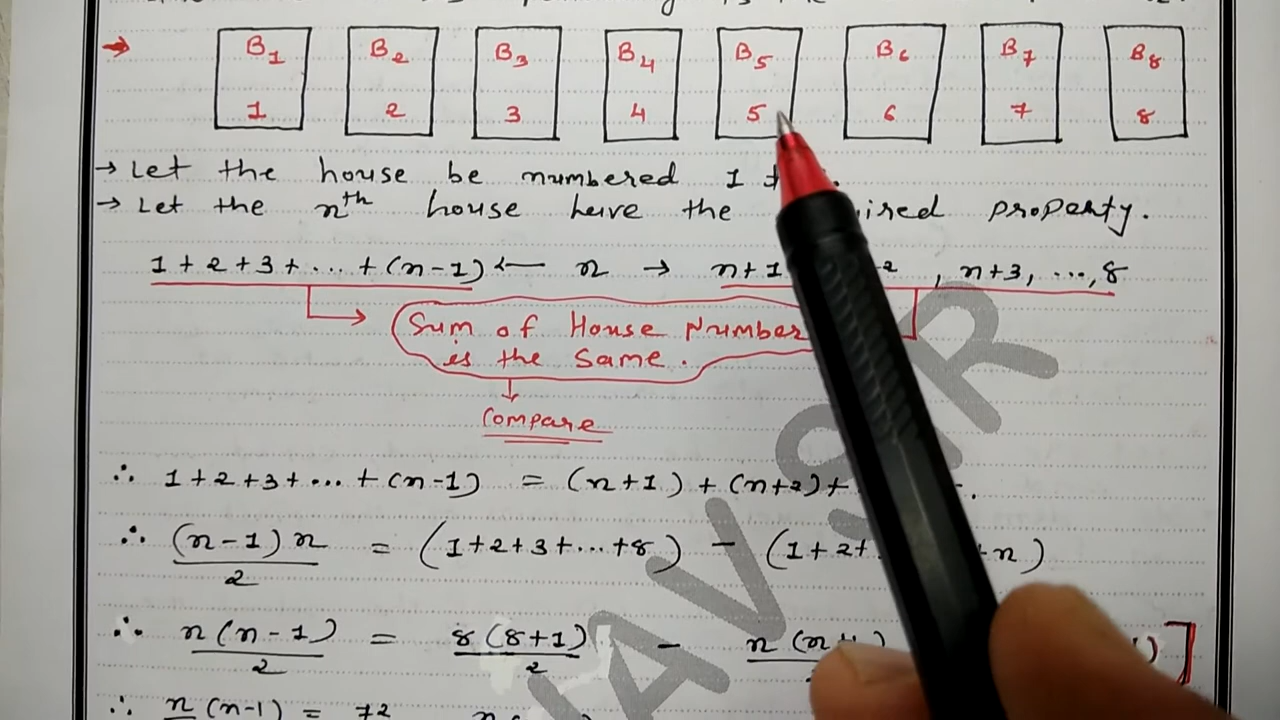 B1 B2 B3 B4 B5 B6 B7 B8
1 2 3 4 5 6 7 8
→ Let the house be numbered 1
→ Let the nth house have the property.
1+2+3+...+(n-1) ← n → n+1 , n+3, ...,8
Sum of House Number
is the Same.
Compare
∴ 1+2+3+...+(n-1) = (n+1)+(n+2)+
∴ (n-1)n/2 = (1+2+3+...+8) - (1+2+ +n)
∴ n(n-1)/2 = 8(8+1)/2 - n(n
∴ n(n-1) = 72